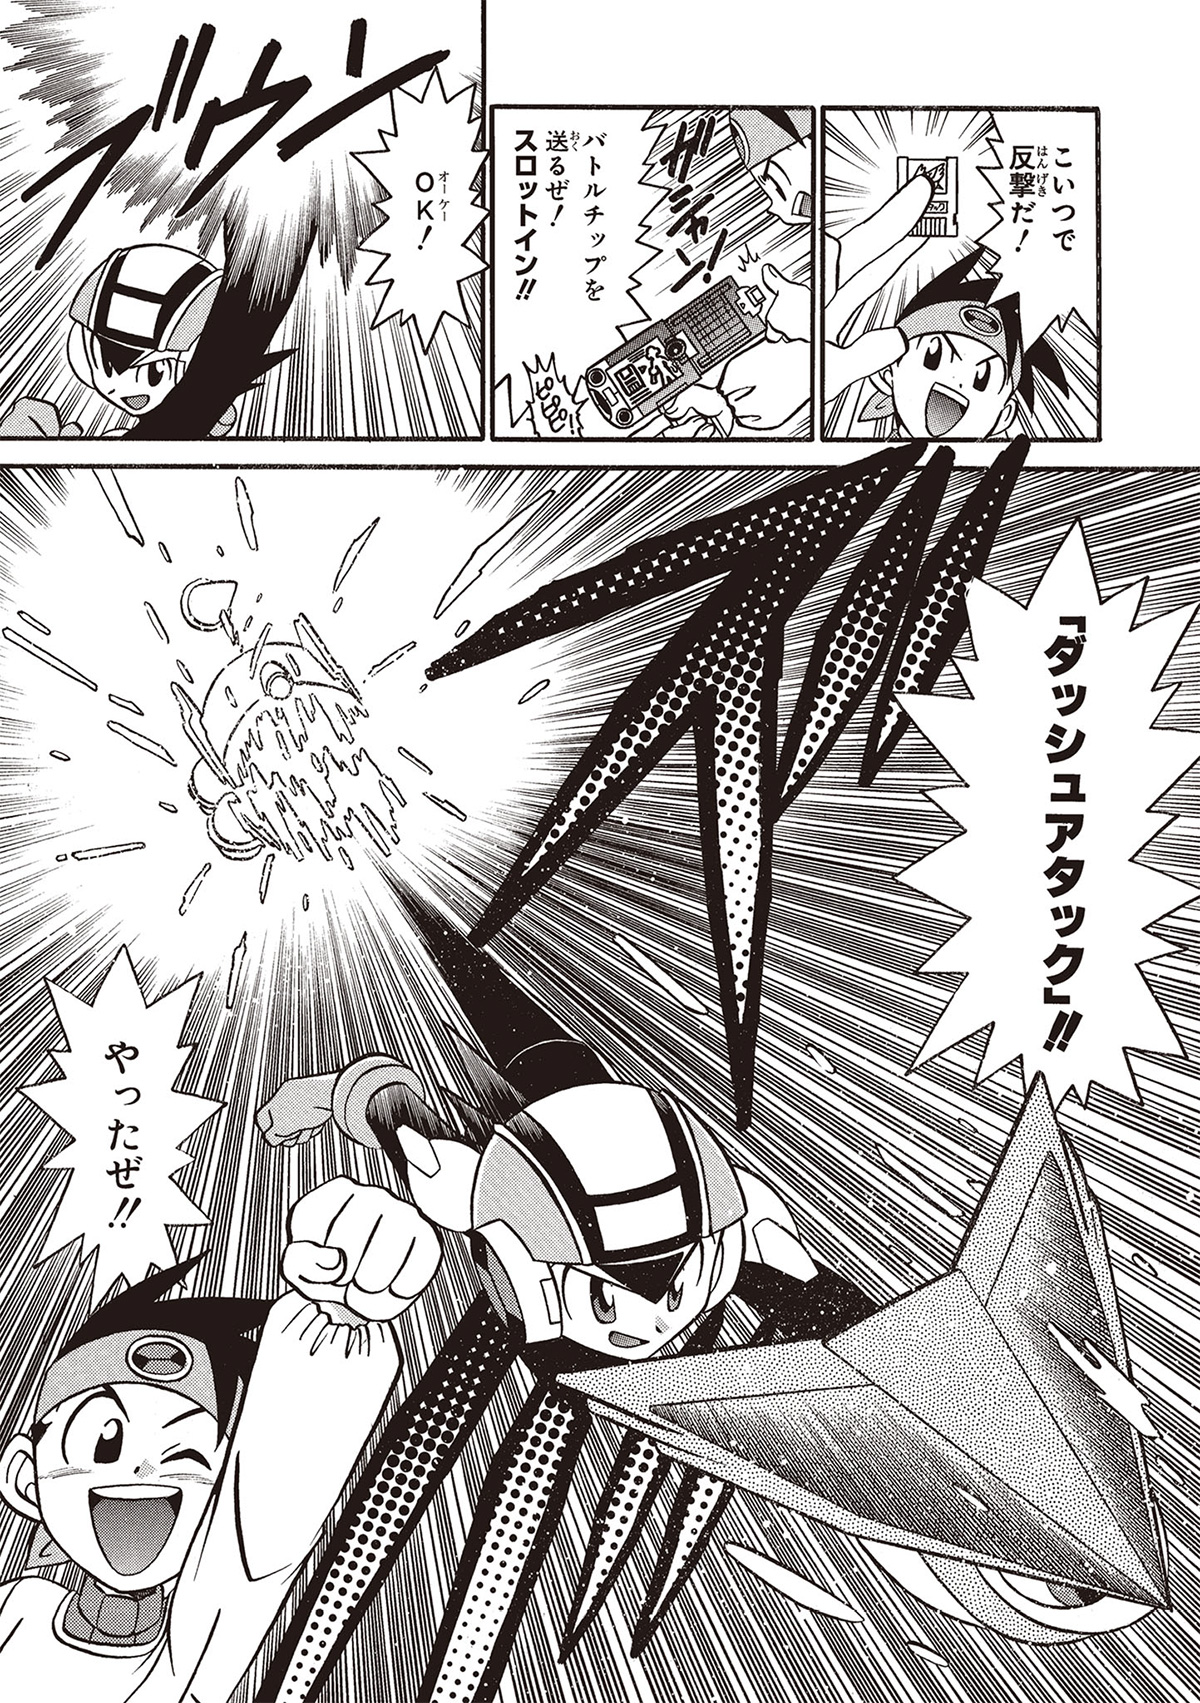 こいつで
反撃だ！
はんげき
バトルチップを
送るぜ！
おく
スロットイン!!
ガシャン！
ピピピ!!
OK！
オーケー
ブゥン
「ダッシュアタック」!!
やったぜ!!